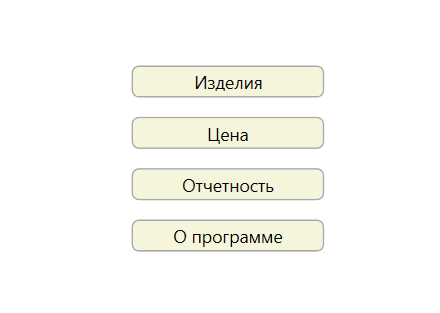 Изделия
Цена
Отчетность
О программе